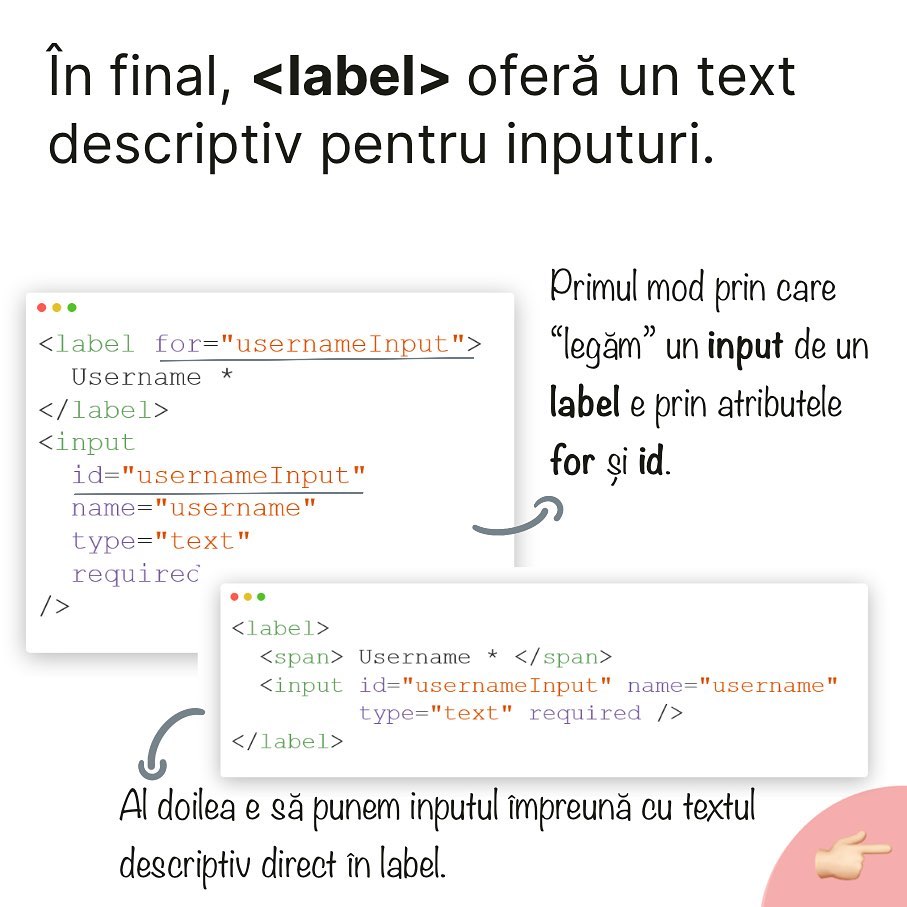 În final, <label> oferă un text
descriptiv pentru inputuri.
<label for="usernameInput">
Username *
</label>
<input
id="usernameInput"
name="username"
type="text"
required
/>
Primul mod prin care
“legăm” un input de un
label e prin atributele
for și id.
<label>
<span> Username * </span>
<input id="usernameInput" name="username"
type="text" required />
</label>
Al doilea e să punem inputul împreună cu textul
descriptiv direct în label.